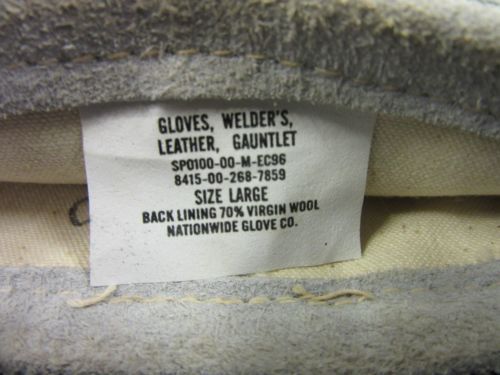 GLOVES, WELDER'S,
LEATHER, GAUNTLET
SP0100-00-M-EC96
8415-00-268-7859
SIZE LARGE
BACK LINING 70% VIRGIN WOOL
NATIONWIDE GLOVE CO.